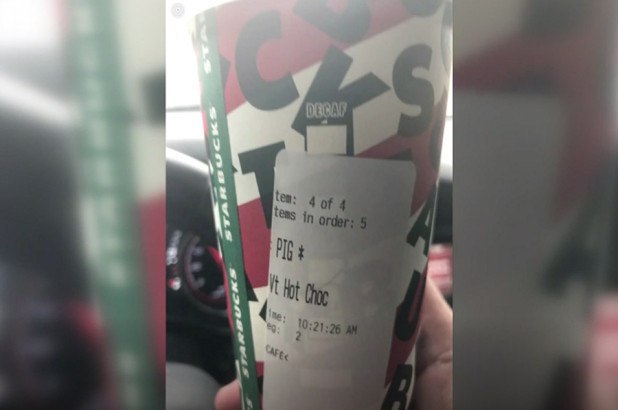 STARBUCKS
STARBUCKS
STARBUCKS
DECAF
tem: 4 of 4
tems in order: 5
PIG *
Vt Hot Choc
ime: 10:21:26 AM
eg: 2
CAFE<